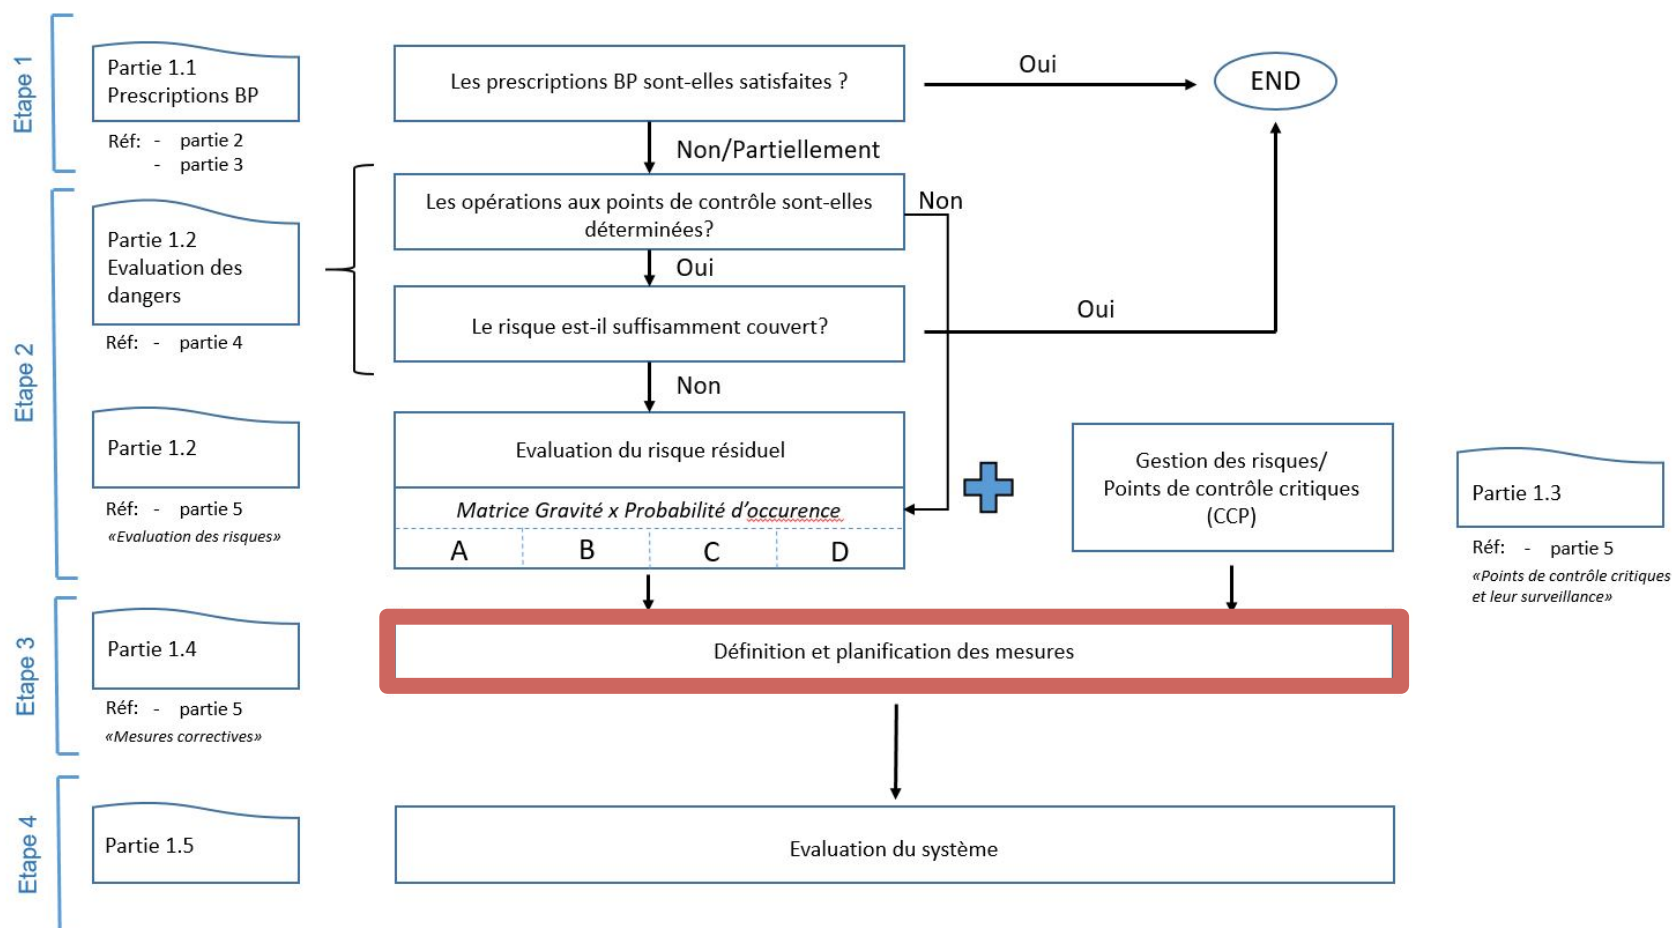 Etape 1
Partie 1.1
Prescriptions BP
Réf: - partie 2
- partie 3
Les prescriptions BP sont-elles satisfaites ?
Oui
END
Non/Partiellement
Etape 2
Partie 1.2
Evaluation des
dangers
Réf: - partie 4
Les opérations aux points de contrôle sont-elles
déterminées?
Non
Oui
Le risque est-il suffisamment couvert?
Oui
Non
Partie 1.2
Réf: - partie 5
«Evaluation des risques»
Evaluation du risque résiduel
Matrice Gravité x Probabilité d’occurence
A B C D
Gestion des risques/
Points de contrôle critiques
(CCP)
Partie 1.3
Réf: - partie 5
«Points de contrôle critiques
et leur surveillance»
Etape 3
Partie 1.4
Réf: - partie 5
«Mesures correctives»
Définition et planification des mesures
Etape 4
Partie 1.5
Evaluation du système